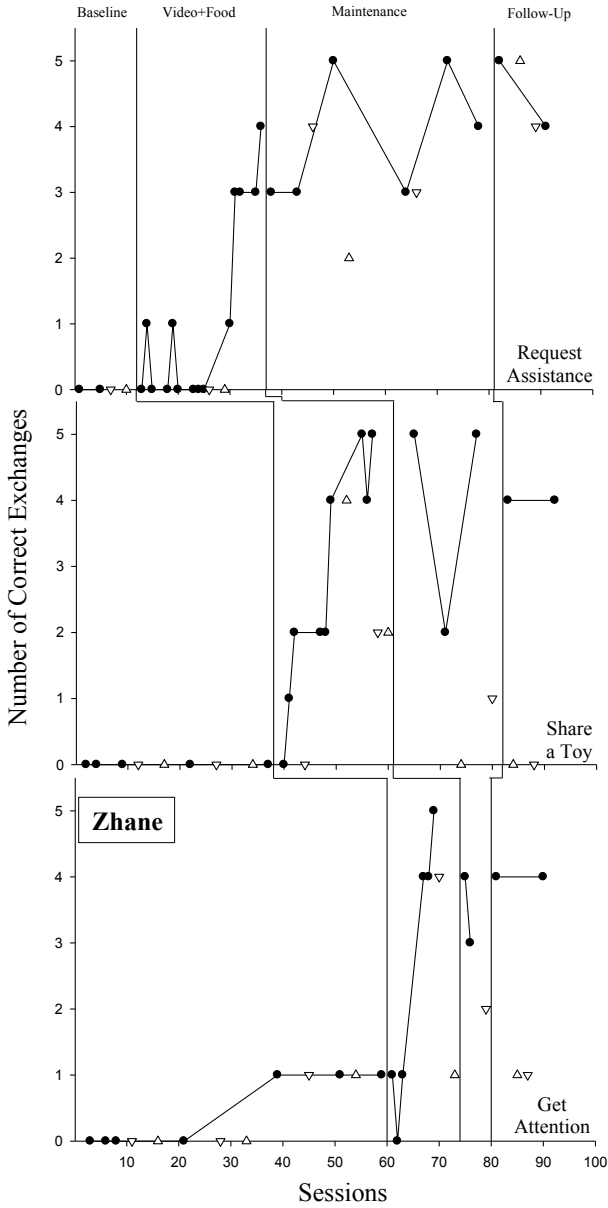 Baseline Video+Food Maintenance Follow-Up
5
4
3
2
1
0
Request
Assistance
5
4
3
2
1
0
Share
a Toy
Number of Correct Exchanges
Zhane
5
4
3
2
1
0
Get
Attention
10 20 30 40 50 60 70 80 90 100
Sessions